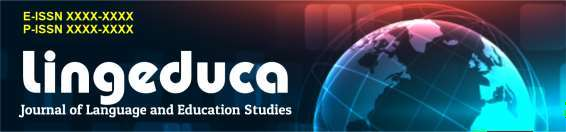 E-ISSN XXXX-XXXX
P-ISSN XXXX-XXXX
Lingeduca
Journal of Language and Education Studies